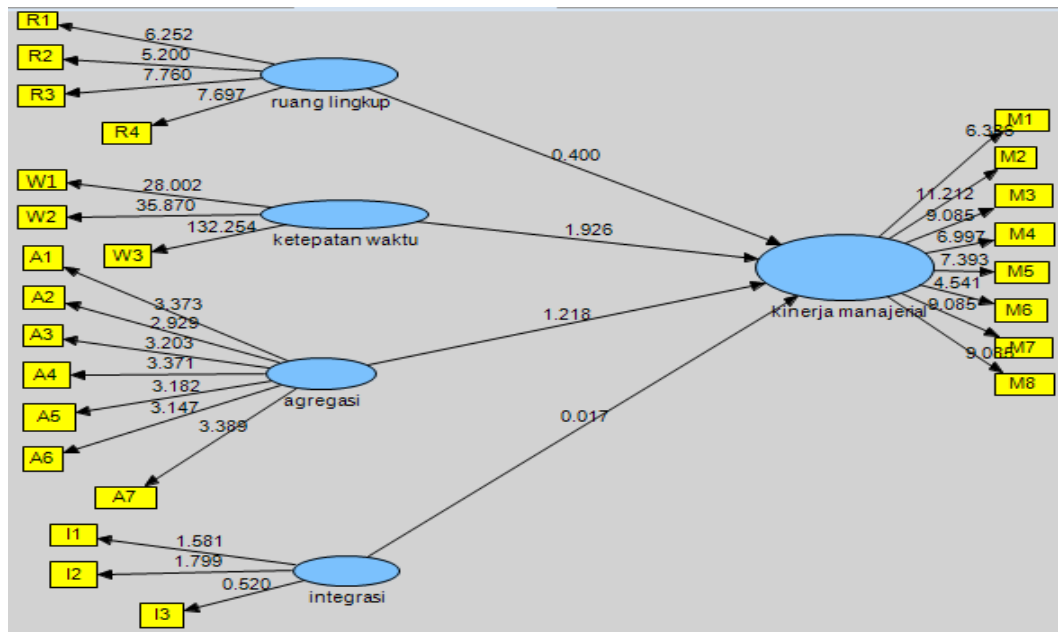 R1
6.252
R2
5.200
R3
7.760
R4
7.697
ruang lingkup
0.400
W1
28.002
W2
35.870
W3
132.254
ketepatan waktu
1.926
A1
3.373
A2
2.929
A3
3.203
A4
3.371
A5
3.182
A6
3.147
A7
3.389
agregasi
1.218
I1
1.581
I2
1.799
I3
0.520
integrasi
0.017
kinerja manajerial
M1
6.336
M2
11.212
M3
9.085
M4
6.997
M5
7.393
M6
4.541
M7
9.085
M8
9.085